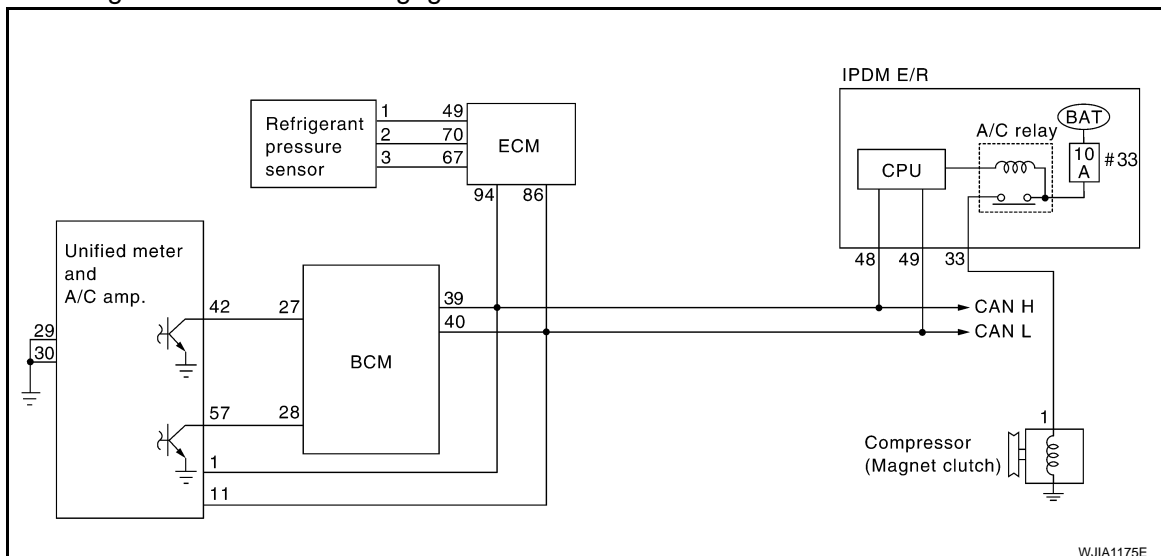 IPDM E/R
BAT
A/C relay
10
A
#33
CPU
48
49
33
Refrigerant
pressure
sensor
1
2
3
49
70
67
ECM
94
86
Unified meter
and
A/C amp.
29
30
42
27
57
28
1
11
BCM
39
40
CAN H
CAN L
1
Compressor
(Magnet clutch)
WJIA1175E